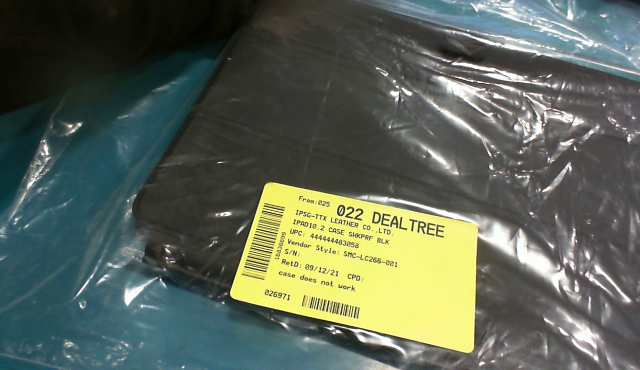 From:025
022 DEALTREE
IPSG-TTX LEATHER CO.,LTD.
IPAD10.2 CASE SHKPRF BLK
UPC: 444444483058
Vendor Style: SMC-LC266-001
S/N:
RetD: 09/12/21 CPD:
case does not work
026971